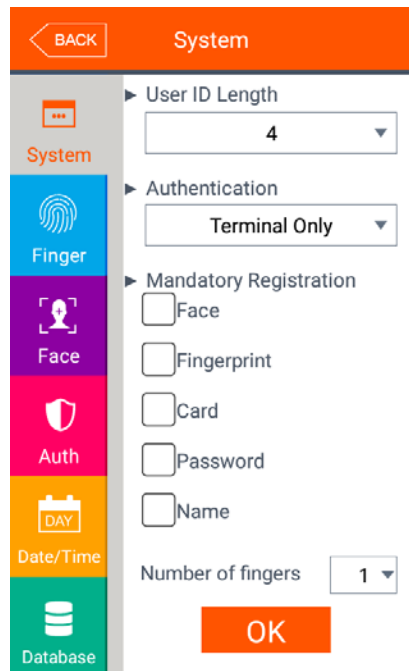 BACK
System
System
Finger
Face
Auth
DAY
Date/Time
Database
► User ID Length
4
► Authentication
Terminal Only
► Mandatory Registration
Face
Fingerprint
Card
Password
Name
Number of fingers 1
OK